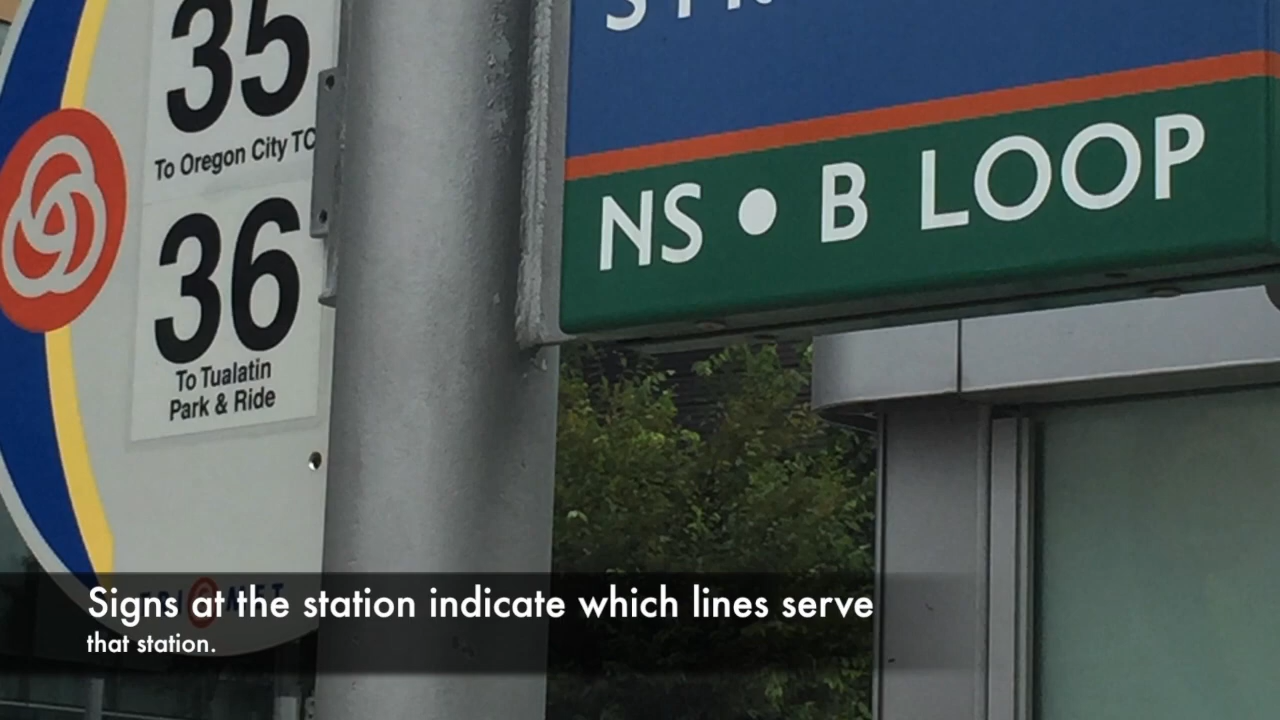 35
To Oregon City TC
36
To Tualatin
Park & Ride
NS • B LOOP
Signs at the station indicate which lines serve
that station.